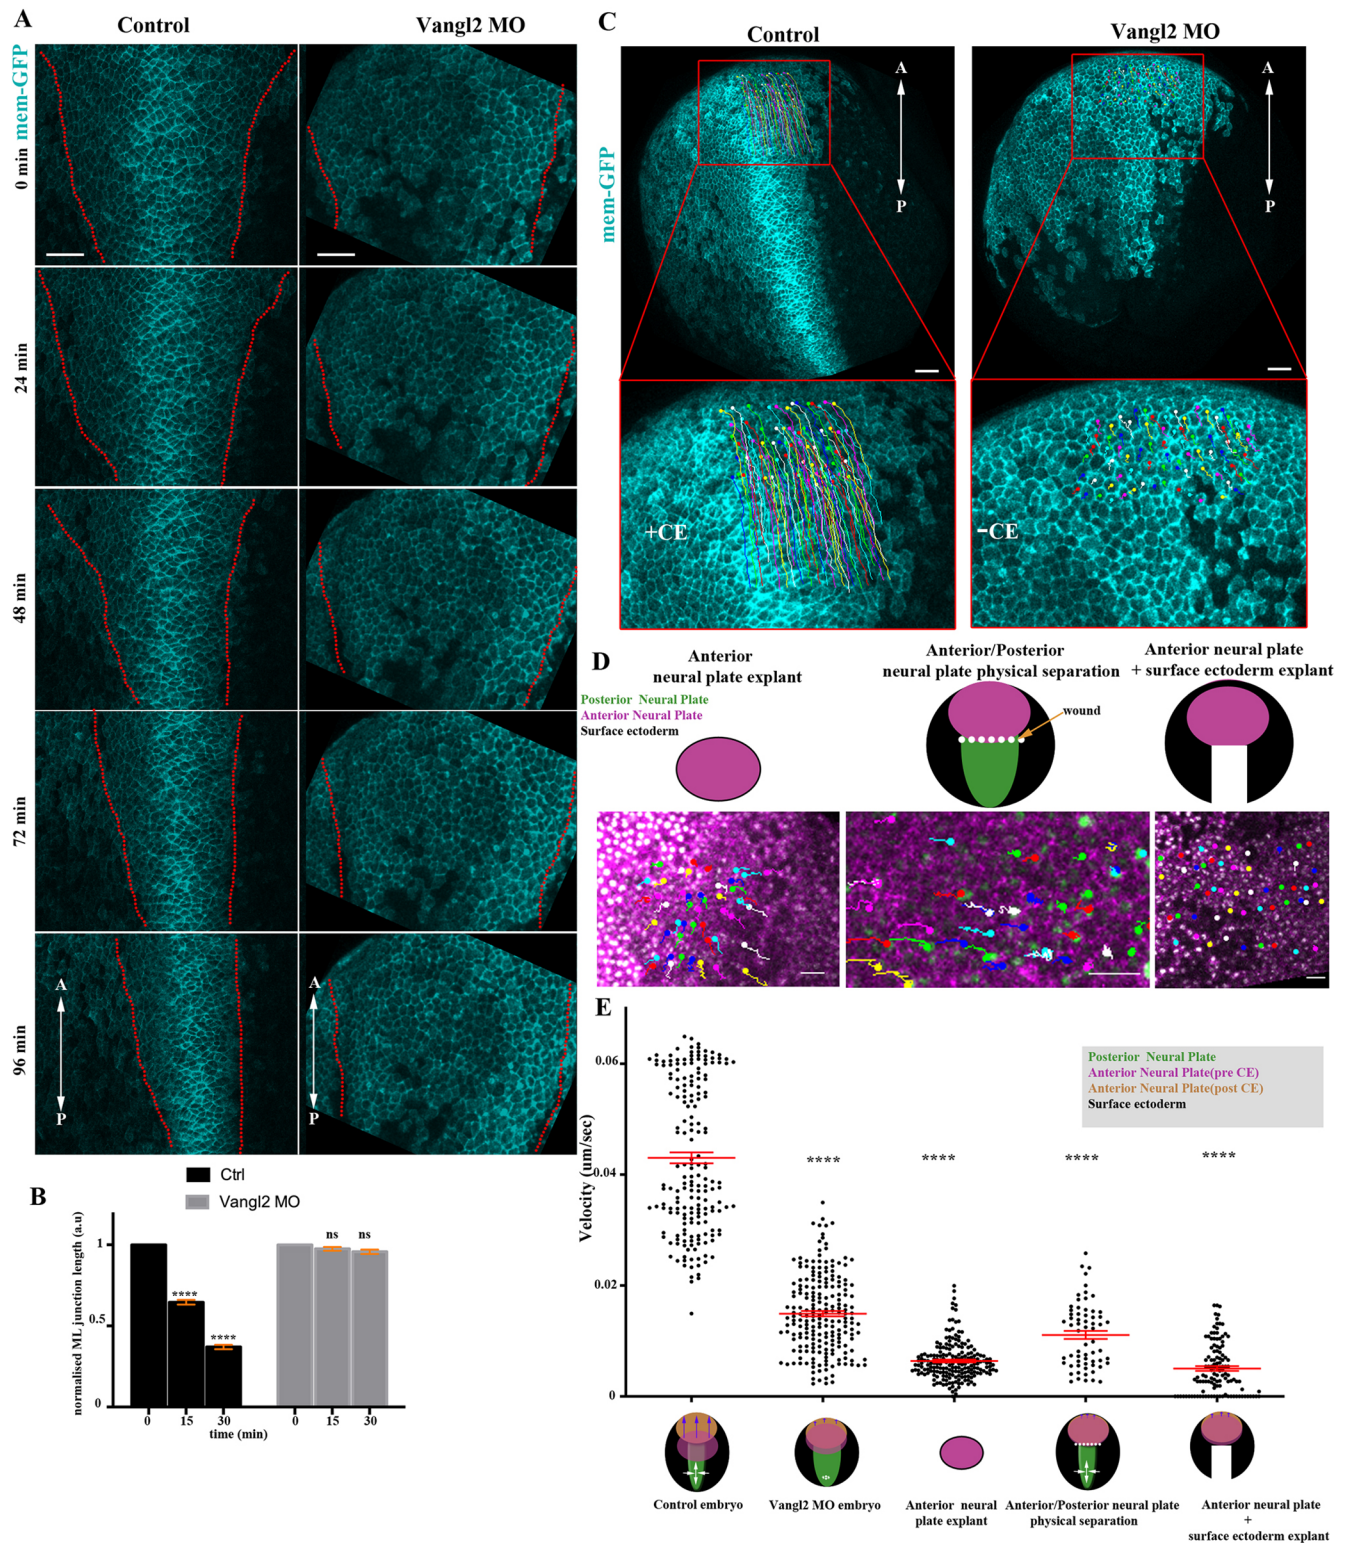 A
Control
Vangl2 MO
0 min
mem-GFP
24 min
48 min
72 min
96 min
A
P
A
P
B
Ctrl
Vangl2 MO
normalised ML junction length (a.u)
1
0.5
0
****
****
ns
ns
0
15
30
0
15
30
time (min)
C
Control
Vangl2 MO
mem-GFP
A
P
A
P
+CE
-CE
D
Anterior
neural plate explant
Anterior/Posterior
neural plate physical separation
Anterior neural plate
+ surface ectoderm explant
Posterior Neural Plate
Anterior Neural Plate
Surface ectoderm
wound
E
Velocity (um/sec)
0.06
0.04
0.02
0
****
****
****
****
Posterior Neural Plate
Anterior Neural Plate(pre CE)
Anterior Neural Plate(post CE)
Surface ectoderm
Control embryo
Vangl2 MO embryo
Anterior neural
plate explant
Anterior/Posterior neural plate
physical separation
Anterior neural plate
+
surface ectoderm explant